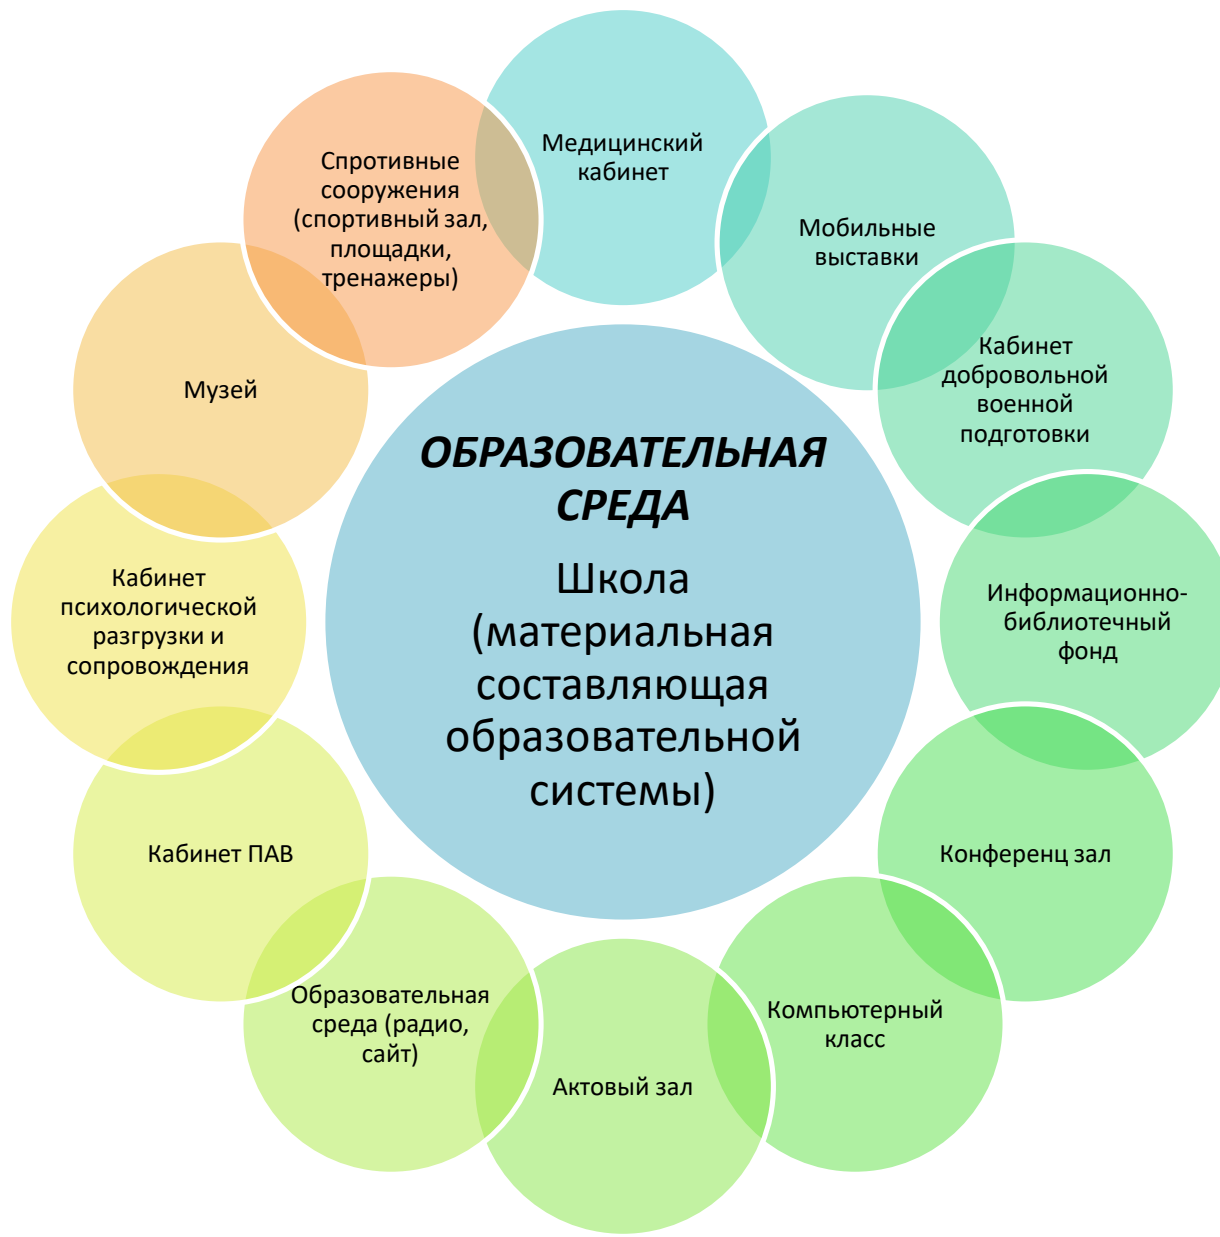 Медицинский
кабинет
Мобильные
выставки
Кабинет
добровольной
военной
подготовки
Информационно-
библиотечный
фонд
Конференц зал
Компьютерный
класс
Актовый зал
Образовательная
среда (радио,
сайт)
Кабинет ПАВ
Кабинет
психологической
разгрузки и
сопровождения
Музей
Спротивные
сооружения
(спортивный зал,
площадки,
тренажеры)
ОБРАЗОВАТЕЛЬНАЯ
СРЕДА
Школа
(материальная
составляющая
образовательной
системы)